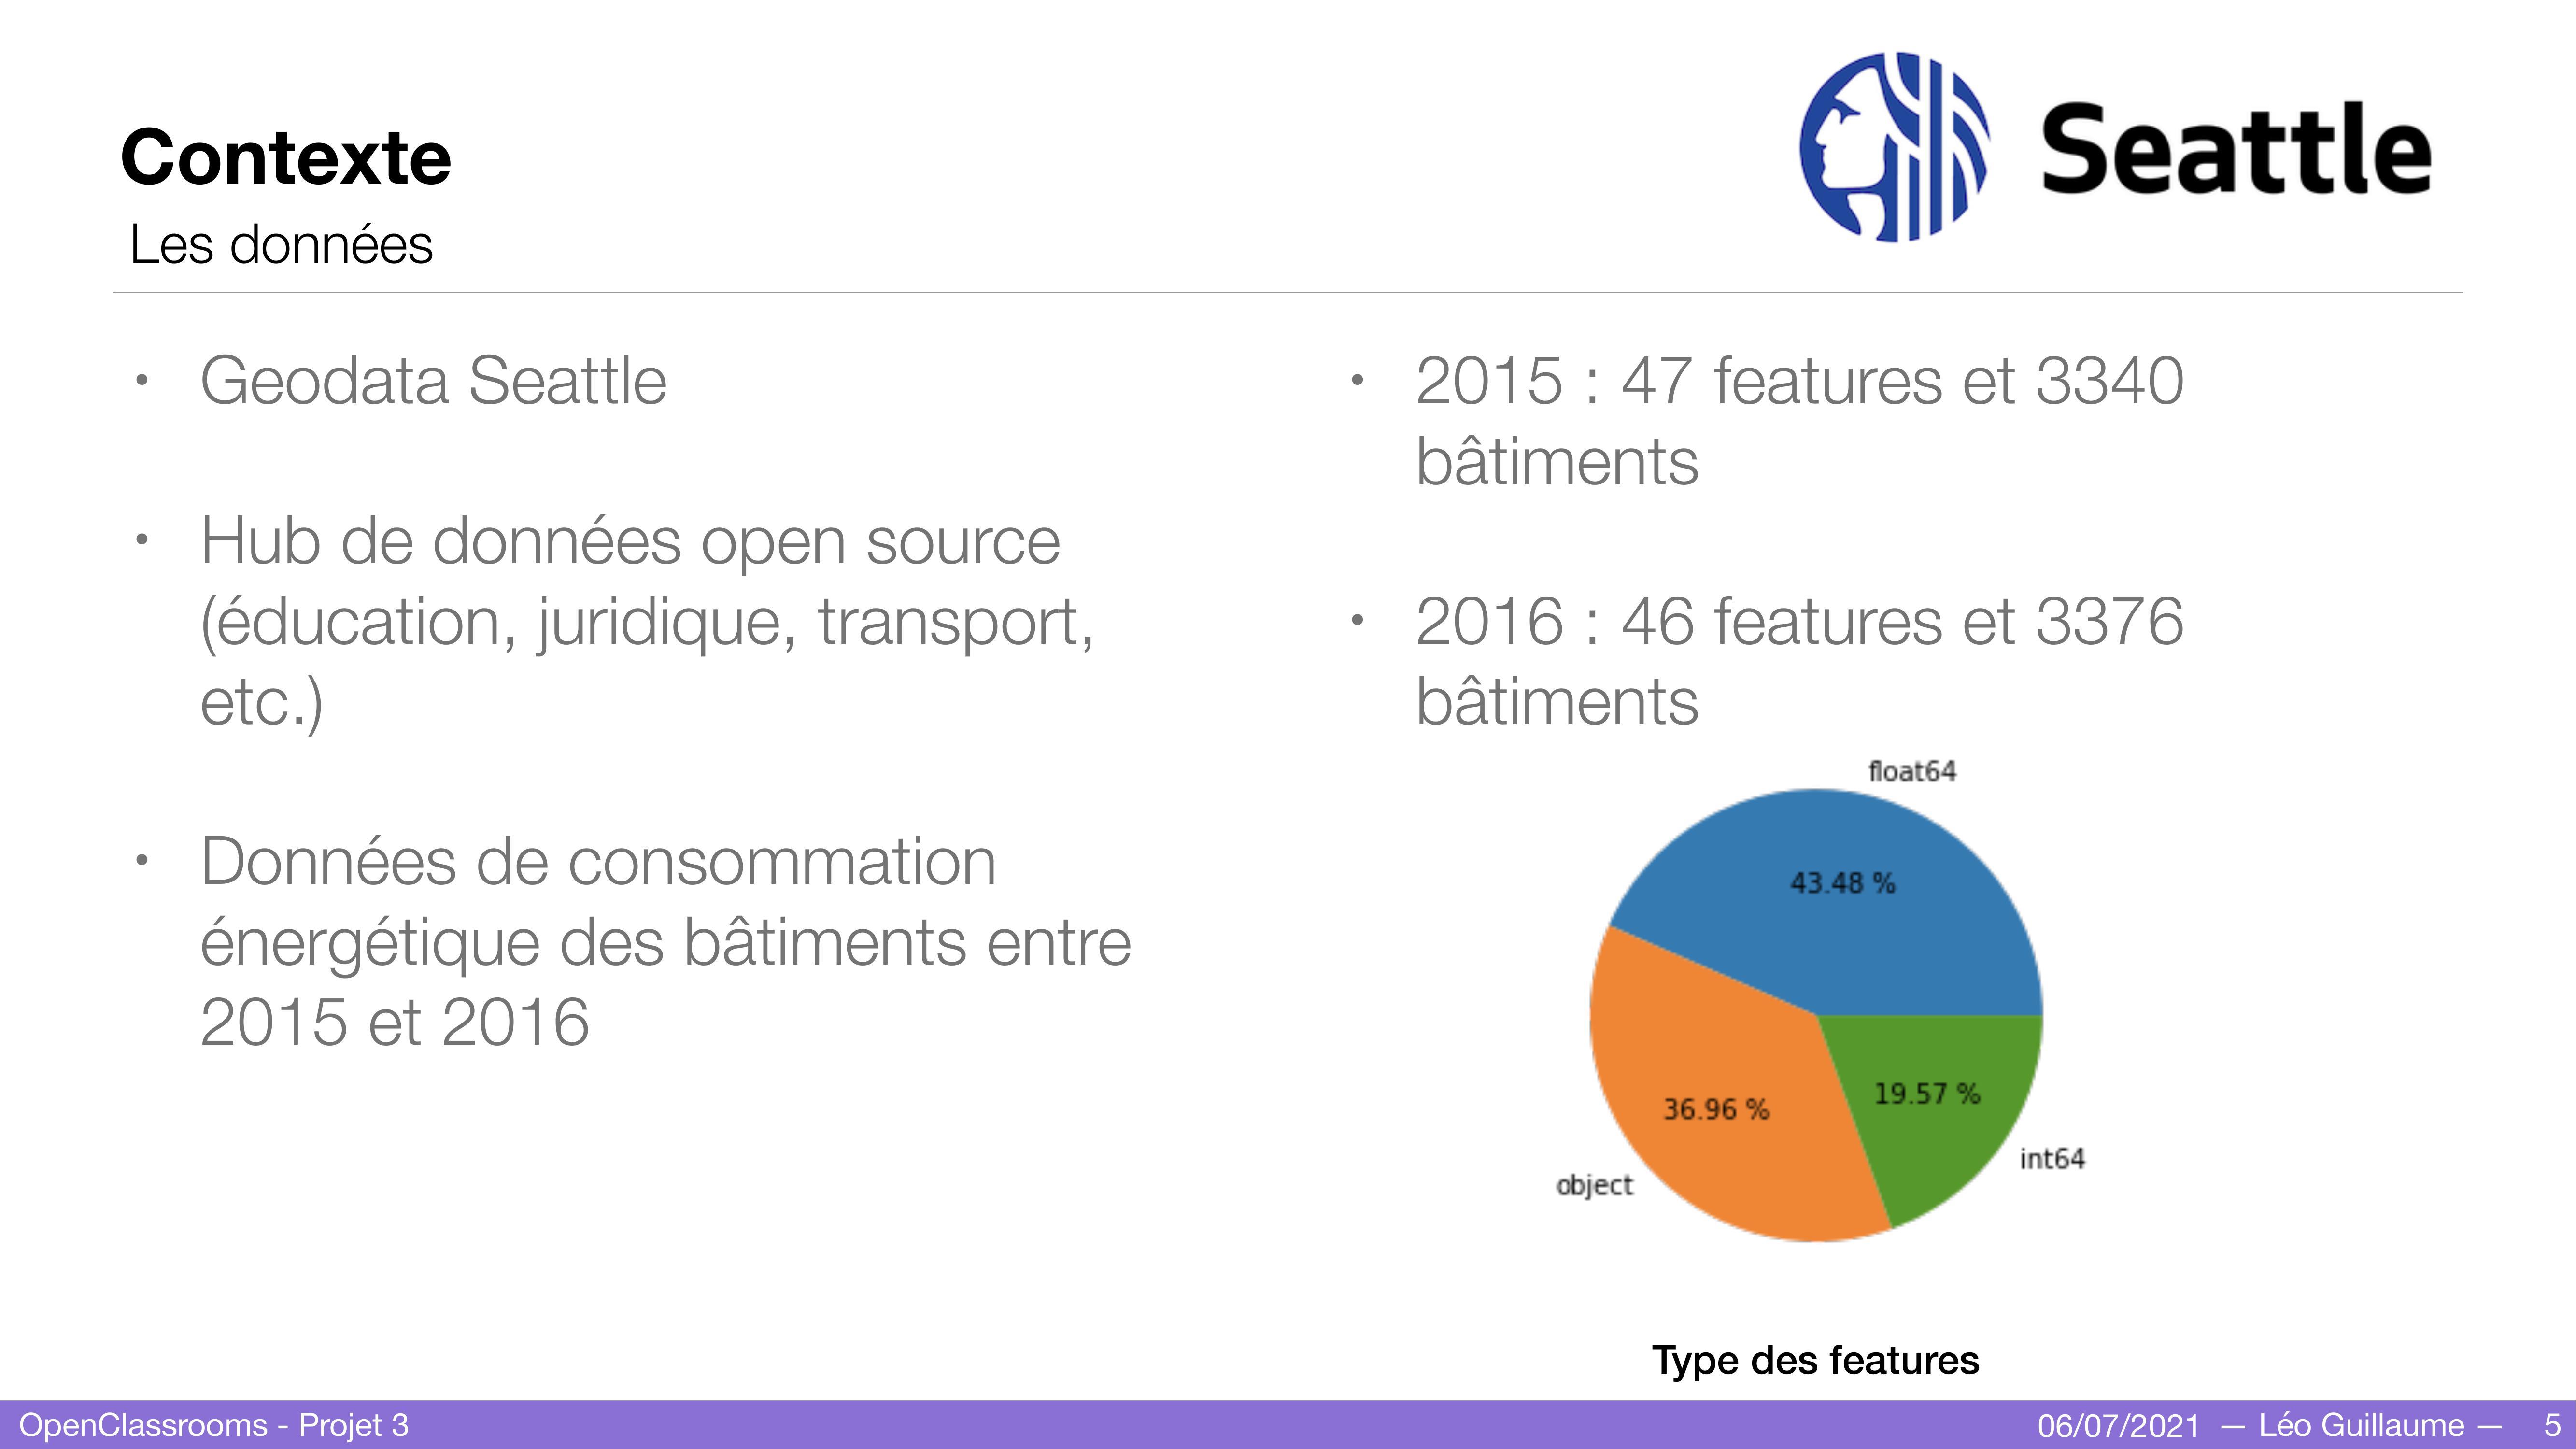 Seattle
Contexte
Les données
• Geodata Seattle
• Hub de données open source
(éducation, juridique, transport,
etc.)
• Données de consommation
énergétique des bâtiments entre
2015 et 2016
• 2015 : 47 features et 3340
bâtiments
• 2016 : 46 features et 3376
bâtiments
float64
43.48 %
36.96 %
19.57 %
int64
object
Type des features
OpenClassrooms - Projet 3
06/07/2021 — Léo Guillaume — 5